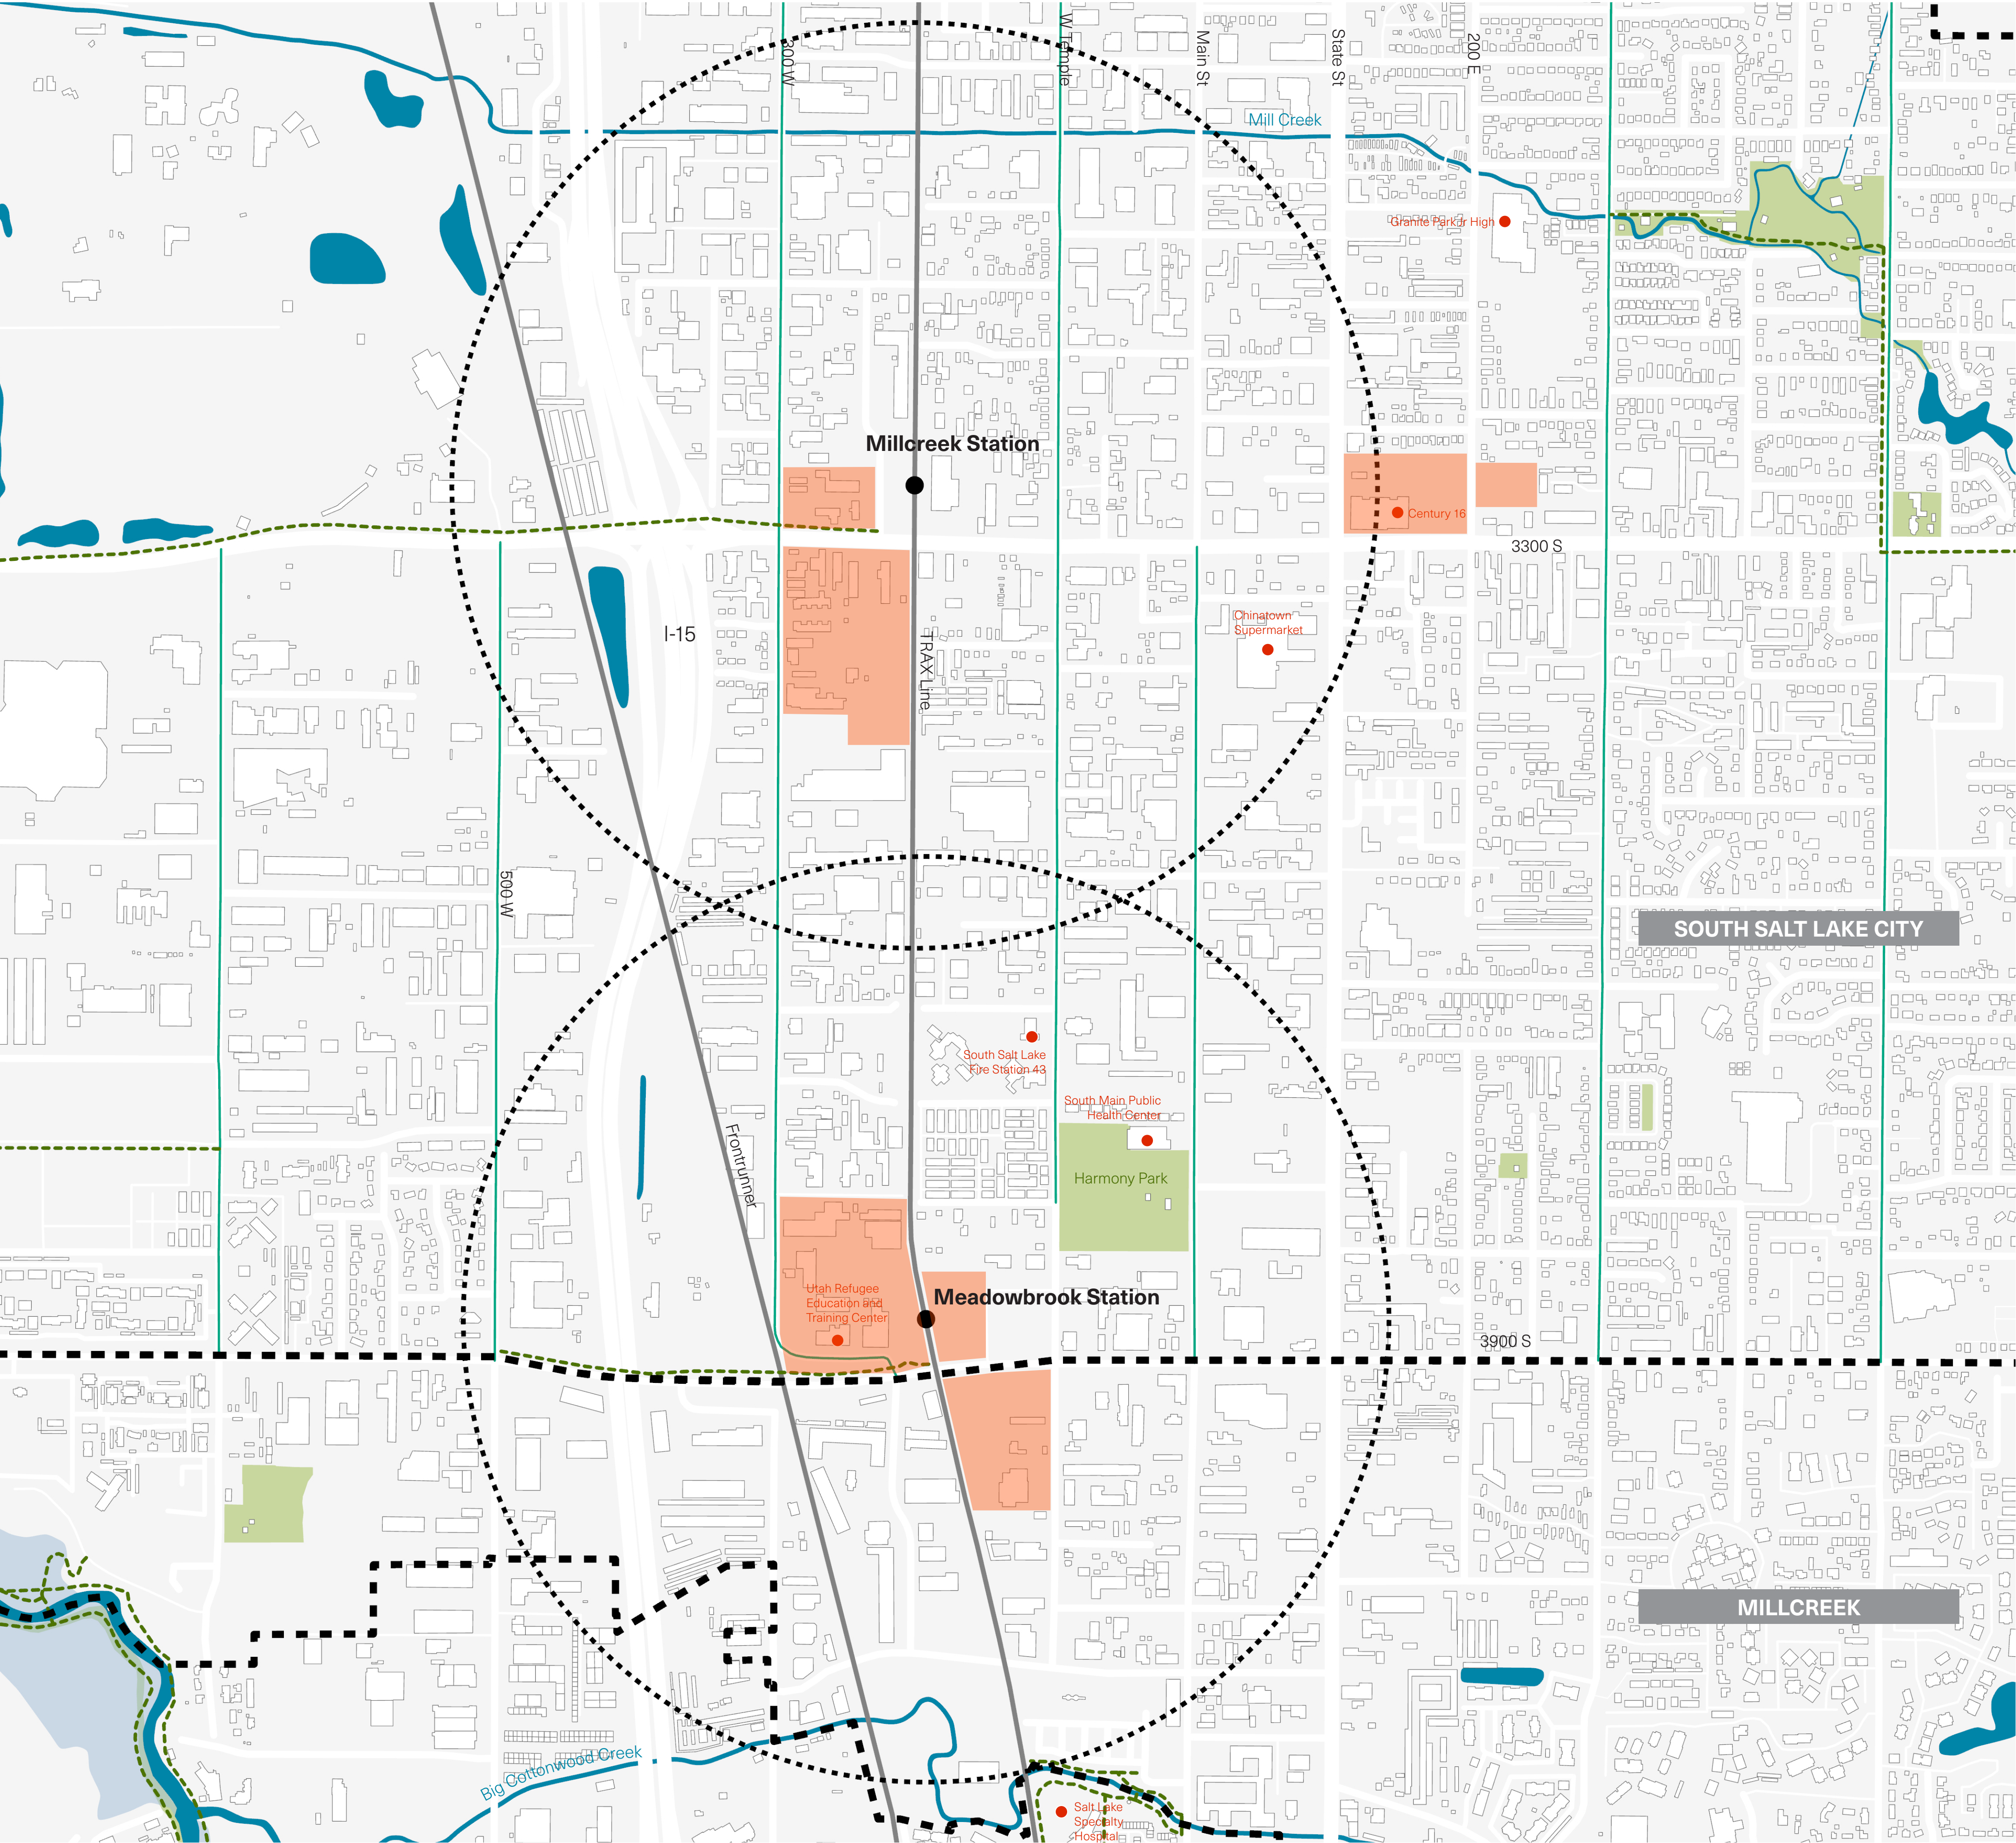 300 W
W Temple
Main St
State St
200 E
Mill Creek
Granite Park Jr High
Millcreek Station
Century 16
3300 S
Chinatown
Supermarket
I-15
TRAX Line
500 W
SOUTH SALT LAKE CITY
South Salt Lake
Fire Station 43
South Main Public
Health Center
Frontrunner
Harmony Park
Utah Refugee
Education and
Training Center
Meadowbrook Station
3900 S
MILLCREEK
Big Cottonwood Creek
Salt Lake
Specialty
Hospital